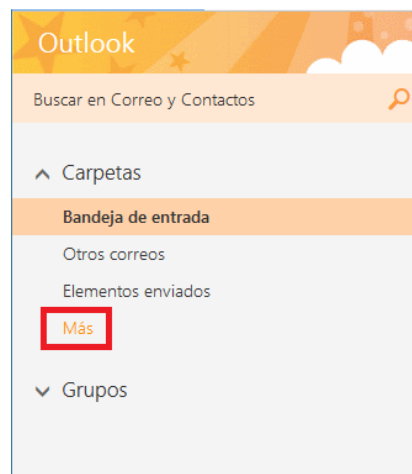 Outlook
Buscar en Correo y Contactos
Carpetas
Bandeja de entrada
Otros correos
Elementos enviados
Más
Grupos